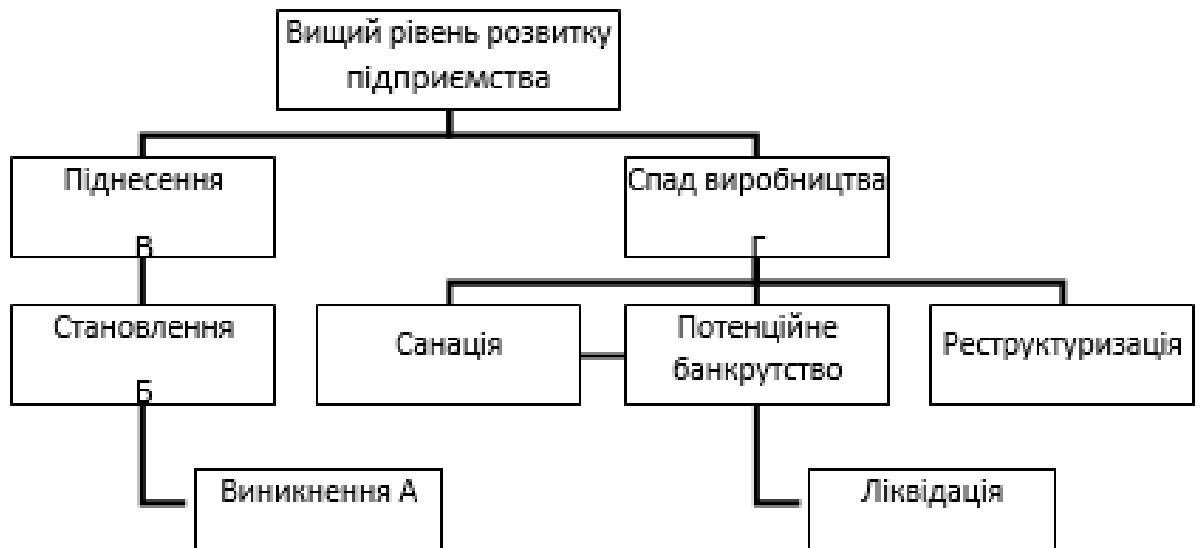 Вищий рівень розвитку
підприємства
Піднесення
В
Спад виробництва
Г
Становлення
Б
Санація
Потенційне
банкрутство
Реструктуризація
Виникнення А
Ліквідація